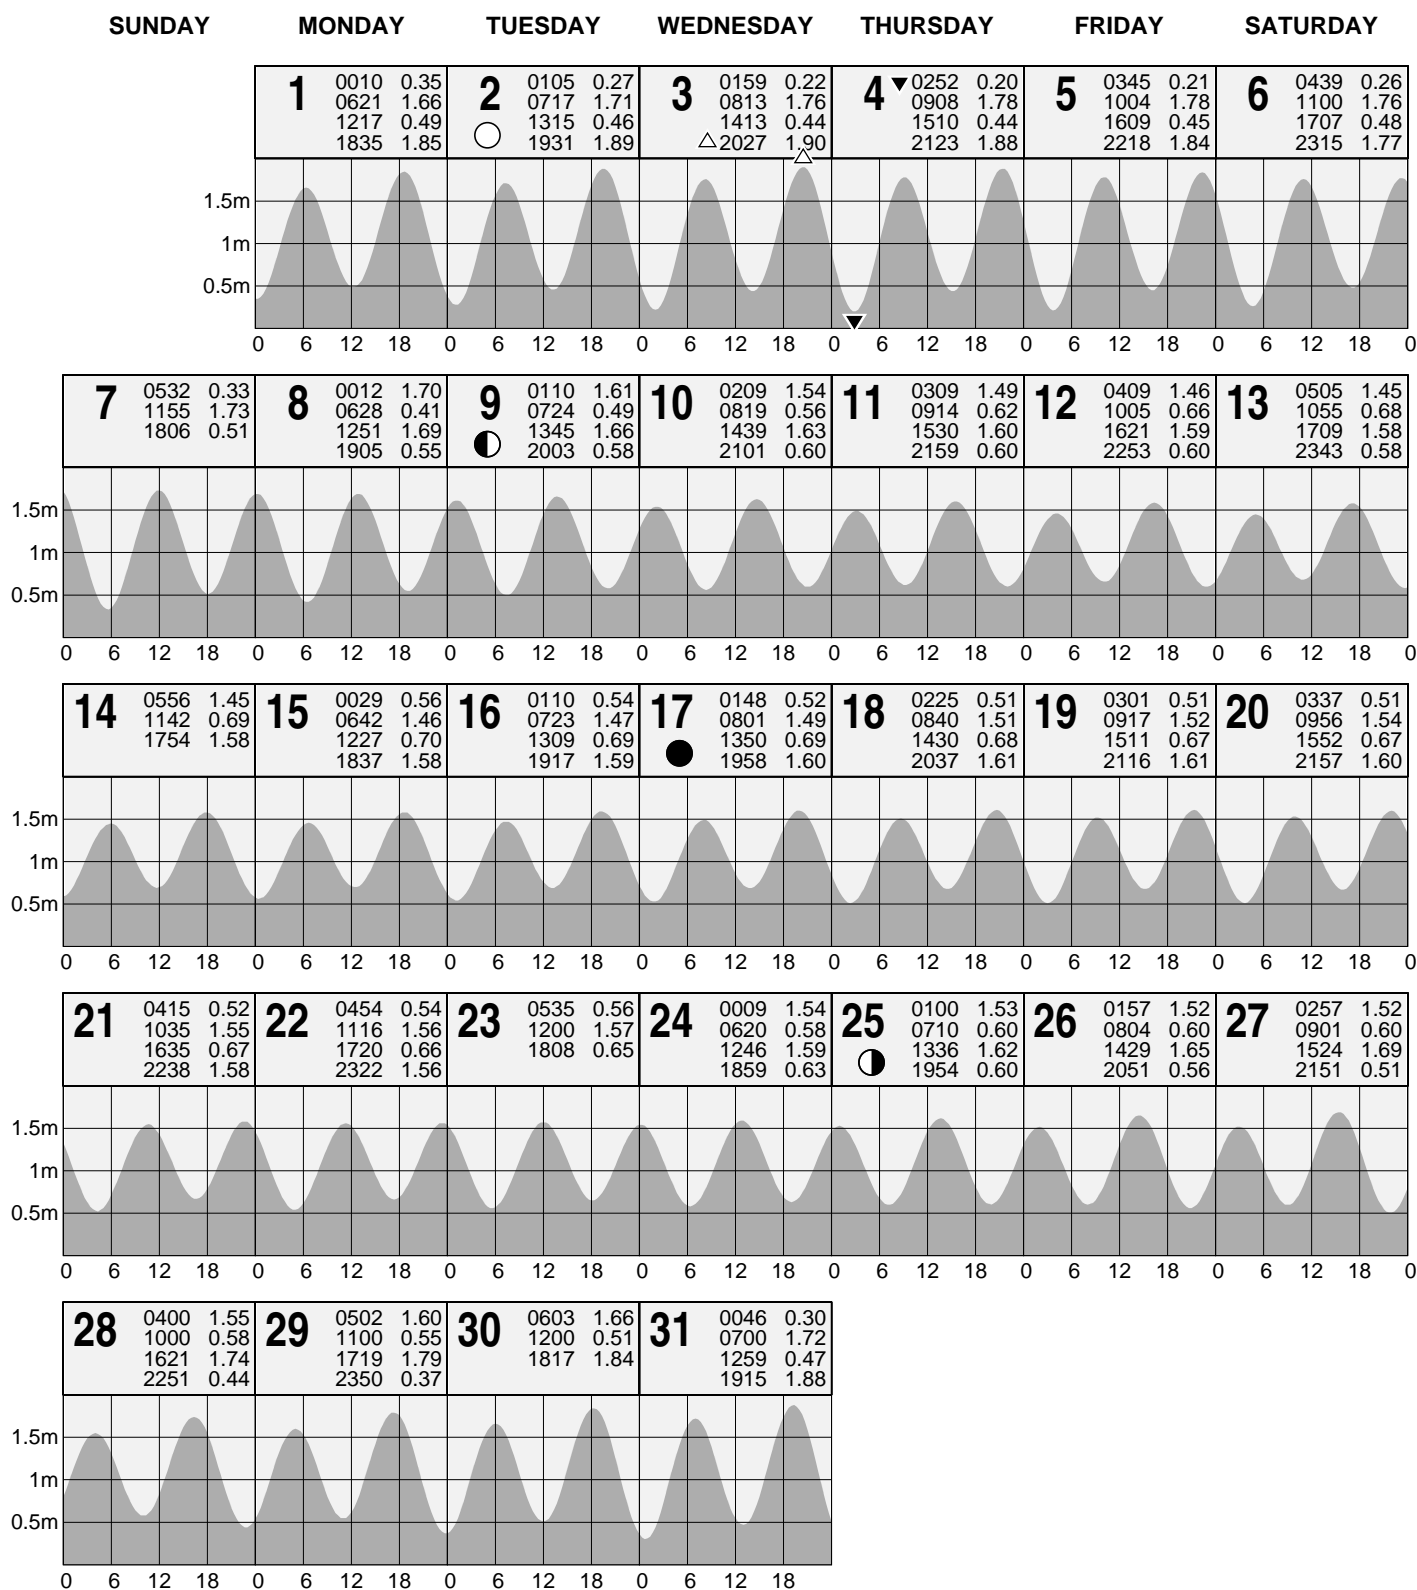 SUNDAY MONDAY TUESDAY WEDNESDAY THURSDAY FRIDAY SATURDAY
1 0010 0.35
0621 1.66
1217 0.49
1835 1.85
2 0105 0.27
0717 1.71
1315 0.46
1931 1.89
3 0159 0.22
0813 1.76
1413 0.44
2027 1.90
4 0252 0.20
0908 1.78
1510 0.44
2123 1.88
5 0345 0.21
1004 1.78
1609 0.45
2218 1.84
6 0439 0.26
1100 1.76
1707 0.48
2315 1.77
1.5m
1m
0.5m
0 6 12 18 0 6 12 18 0 6 12 18 0 6 12 18 0 6 12 18 0 6 12 18 0
7 0532 0.33
1155 1.73
1806 0.51
8 0012 1.70
0628 0.41
1251 1.69
1905 0.55
9 0110 1.61
0724 0.49
1345 1.66
2003 0.58
10 0209 1.54
0819 0.56
1439 1.63
2101 0.60
11 0309 1.49
0914 0.62
1530 1.60
2159 0.60
12 0409 1.46
1005 0.66
1621 1.59
2253 0.60
13 0505 1.45
1055 0.68
1709 1.58
2343 0.58
1.5m
1m
0.5m
0 6 12 18 0 6 12 18 0 6 12 18 0 6 12 18 0 6 12 18 0 6 12 18 0 6 12 18 0
14 0556 1.45
1142 0.69
1754 1.58
15 0029 0.56
0642 1.46
1227 0.70
1837 1.58
16 0110 0.54
0723 1.47
1309 0.69
1917 1.59
17 0148 0.52
0801 1.49
1350 0.69
1958 1.60
18 0225 0.51
0840 1.51
1430 0.68
2037 1.61
19 0301 0.51
0917 1.52
1511 0.67
2116 1.61
20 0337 0.51
0956 1.54
1552 0.67
2157 1.60
1.5m
1m
0.5m
0 6 12 18 0 6 12 18 0 6 12 18 0 6 12 18 0 6 12 18 0 6 12 18 0 6 12 18 0
21 0415 0.52
1035 1.55
1635 0.67
2238 1.58
22 0454 0.54
1116 1.56
1720 0.66
2322 1.56
23 0535 0.56
1200 1.57
1808 0.65
24 0009 1.54
0620 0.58
1246 1.59
1859 0.63
25 0100 1.53
0710 0.60
1336 1.62
1954 0.60
26 0157 1.52
0804 0.60
1429 1.65
2051 0.56
27 0257 1.52
0901 0.60
1524 1.69
2151 0.51
1.5m
1m
0.5m
0 6 12 18 0 6 12 18 0 6 12 18 0 6 12 18 0 6 12 18 0 6 12 18 0 6 12 18 0
28 0400 1.55
1000 0.58
1621 1.74
2251 0.44
29 0502 1.60
1100 0.55
1719 1.79
2350 0.37
30 0603 1.66
1200 0.51
1817 1.84
31 0046 0.30
0700 1.72
1259 0.47
1915 1.88
1.5m
1m
0.5m
0 6 12 18 0 6 12 18 0 6 12 18 0 6 12 18